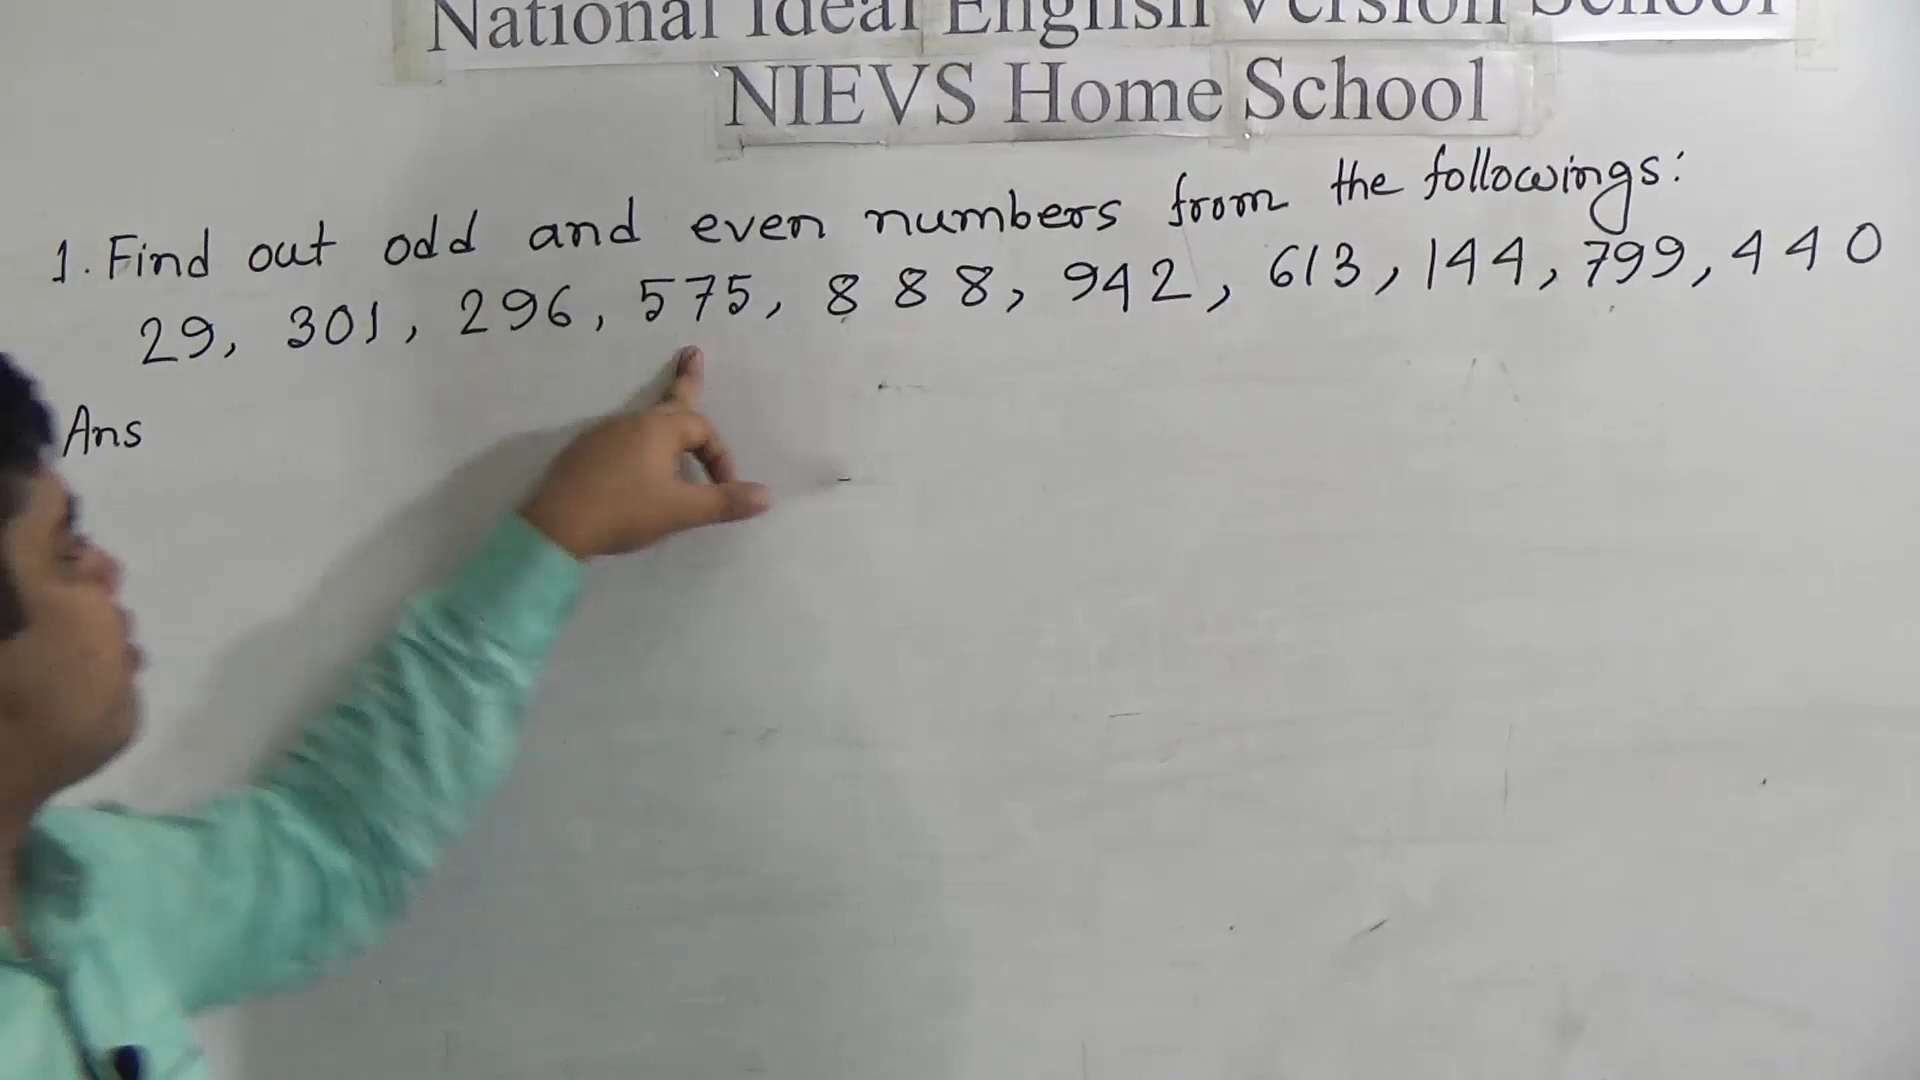 National Ideal English Version School
NIEVS Home School
1. Find out odd and even numbers from the followings:
29, 301, 296, 575, 888, 942, 613, 144, 799, 440
Ans